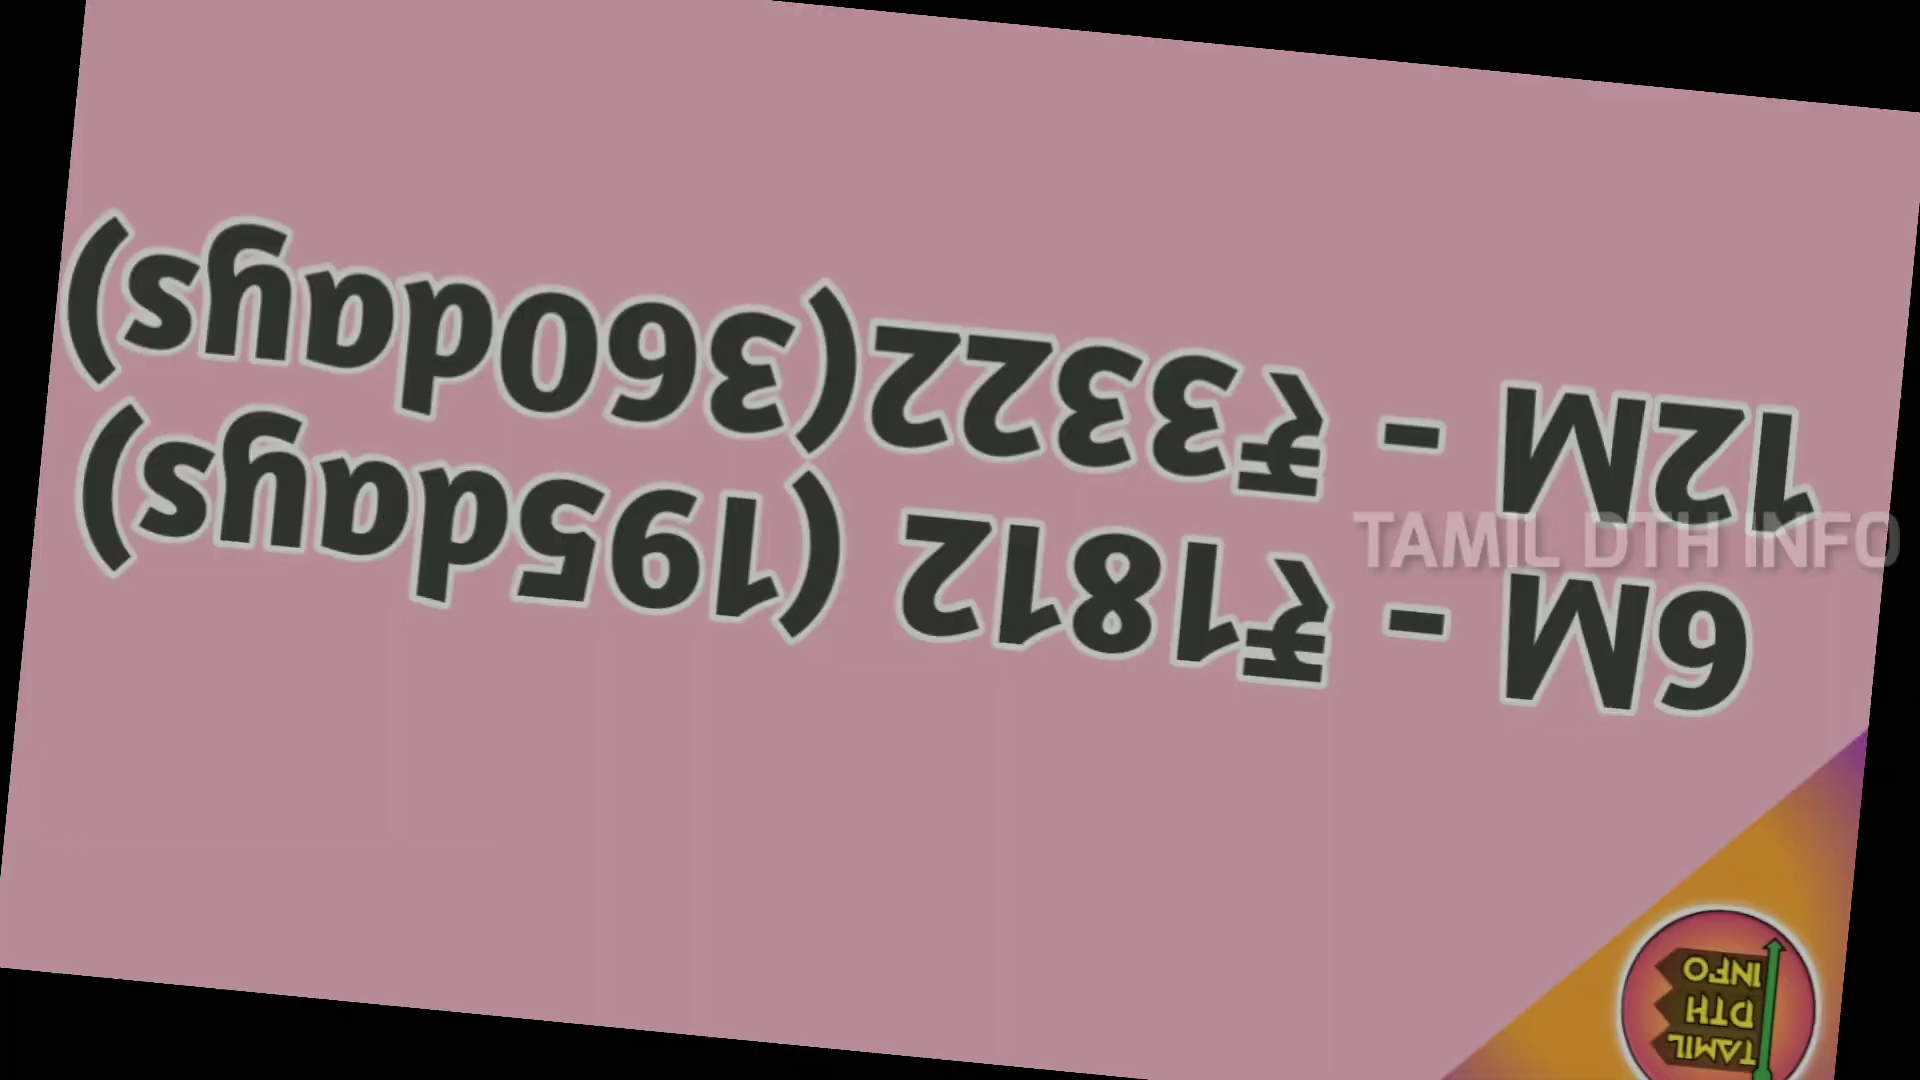 6M - ₹1812 (195days)
12M - ₹3322(360days)
TAMIL DTH INFO
TAMIL
DTH
INFO